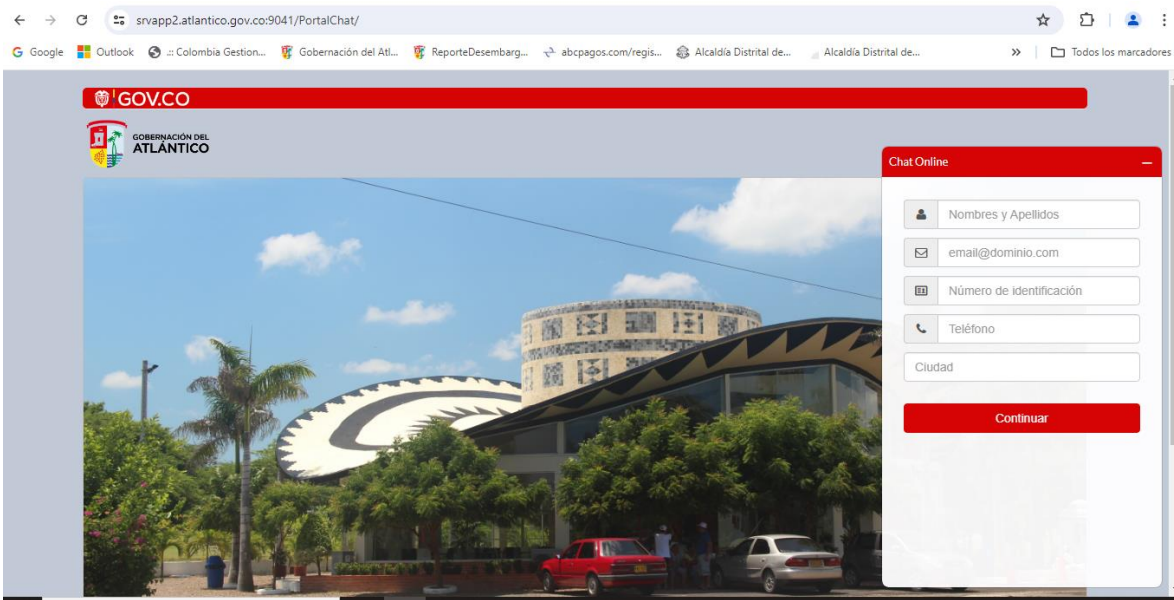 srvapp2.atlantico.gov.co:9041/PortalChat/
Google Outlook .:: Colombia Gestion... Gobernación del Atl... ReporteDesembarg... abcpagos.com/regis... Alcaldía Distrital de... Alcaldía Distrital de... » Todos los marcadores
GOV.CO
GOBERNACIÓN DEL
ATLÁNTICO
Chat Online
Nombres y Apellidos
email@dominio.com
Número de identificación
Teléfono
Ciudad
Continuar